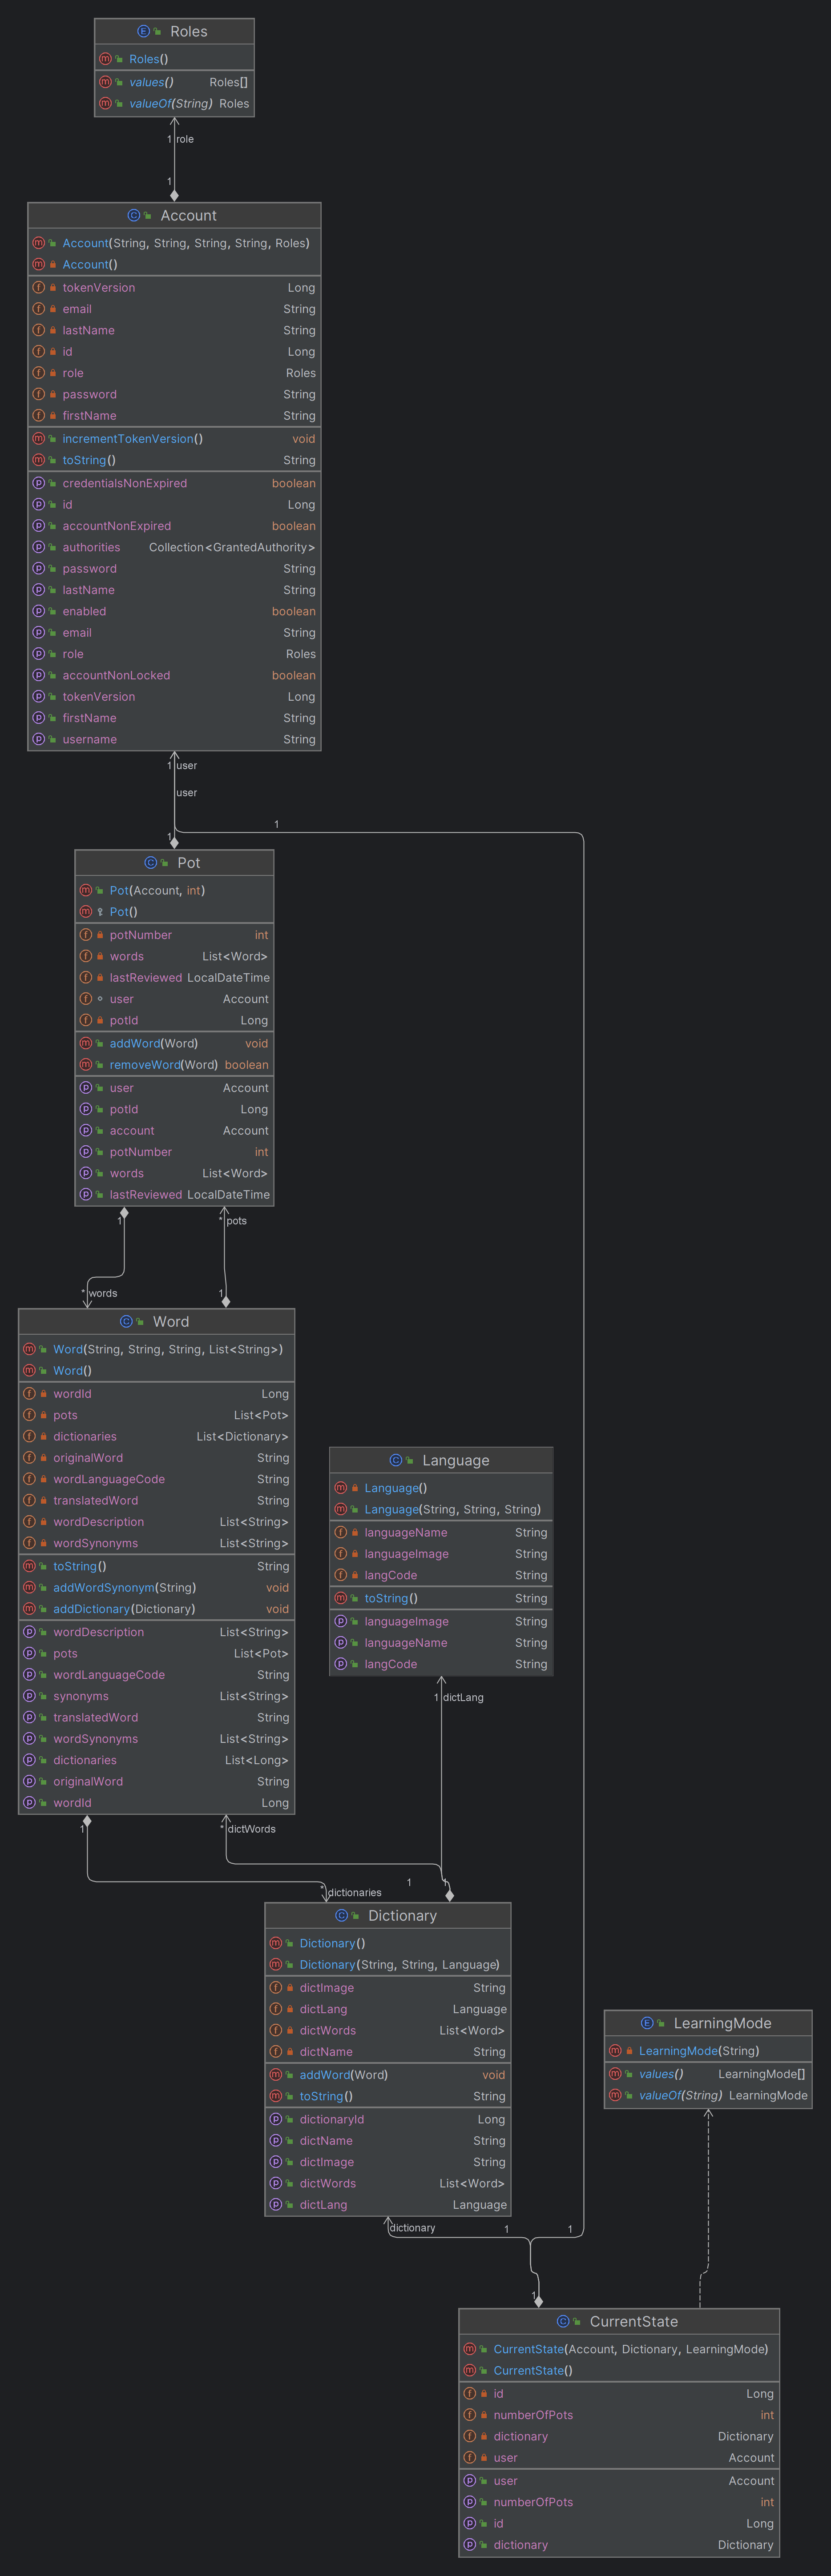 Roles
Roles()
values() Roles[]
valueOf(String) Roles
1 role
1
Account
Account(String, String, String, String, Roles)
Account()
tokenVersion Long
email String
lastName String
id Long
role Roles
password String
firstName String
incrementTokenVersion() void
toString() String
credentialsNonExpired boolean
id Long
accountNonExpired boolean
authorities Collection<GrantedAuthority>
password String
lastName String
enabled boolean
email String
role Roles
accountNonLocked boolean
tokenVersion Long
firstName String
username String
1 user
user
1
1
Pot
Pot(Account, int)
Pot()
potNumber int
words List<Word>
lastReviewed LocalDateTime
user Account
potId Long
addWord(Word) void
removeWord(Word) boolean
user Account
potId Long
account Account
potNumber int
words List<Word>
lastReviewed LocalDateTime
1
* pots
* words
1
Word
Word(String, String, String, List<String>)
Word()
wordId Long
pots List<Pot>
dictionaries List<Dictionary>
originalWord String
wordLanguageCode String
translatedWord String
wordDescription List<String>
wordSynonyms List<String>
toString() String
addWordSynonym(String) void
addDictionary(Dictionary) void
wordDescription List<String>
pots List<Pot>
wordLanguageCode String
synonyms List<String>
translatedWord String
wordSynonyms List<String>
dictionaries List<Long>
originalWord String
wordId Long
Language
Language()
Language(String, String, String)
languageName String
languageImage String
langCode String
toString() String
languageImage String
languageName String
langCode String
1 dictLang
1
* dictWords
1
1
* dictionaries
Dictionary
Dictionary()
Dictionary(String, String, Language)
dictImage String
dictLang Language
dictWords List<Word>
dictName String
addWord(Word) void
toString() String
dictionaryId Long
dictName String
dictImage String
dictWords List<Word>
dictLang Language
LearningMode
LearningMode(String)
values() LearningMode[]
valueOf(String) LearningMode
dictionary
1
1
1
CurrentState
CurrentState(Account, Dictionary, LearningMode)
CurrentState()
id Long
numberOfPots int
dictionary Dictionary
user Account
user Account
numberOfPots int
id Long
dictionary Dictionary